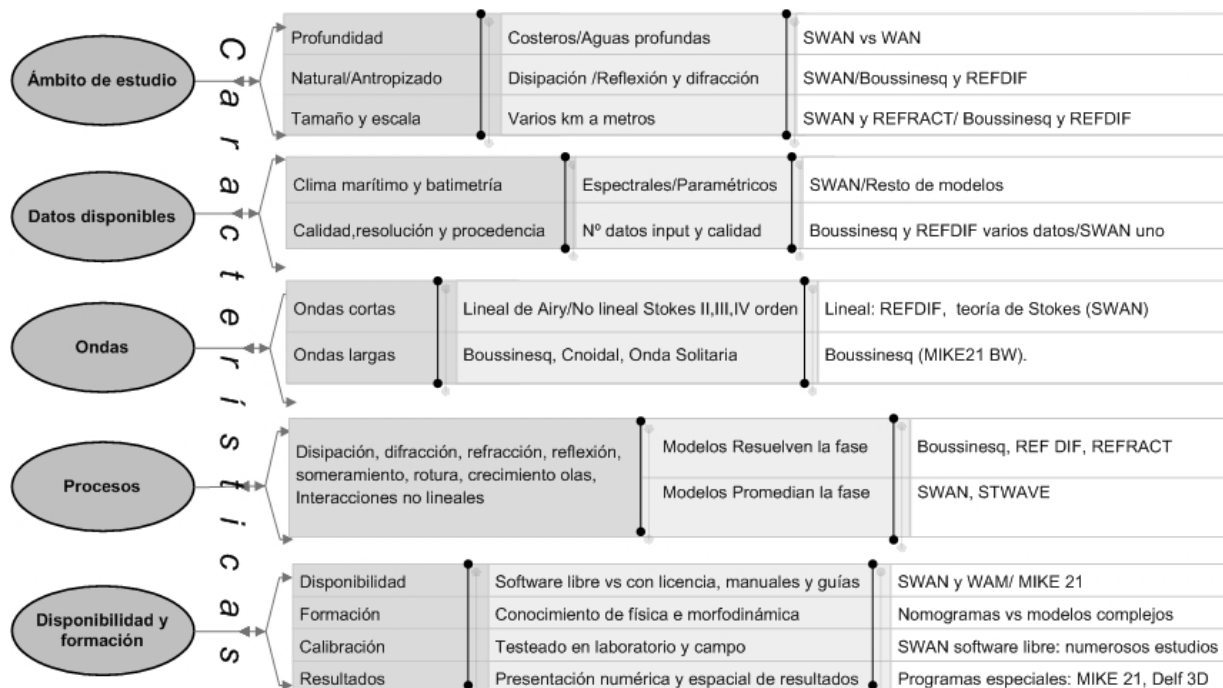 Características
Ámbito de estudio
Profundidad
Costeros/Aguas profundas
SWAN vs WAN
Natural/Antropizado
Disipación /Reflexión y difracción
SWAN/Boussinesq y REFDIF
Tamaño y escala
Varios km a metros
SWAN y REFRACT/ Boussinesq y REFDIF
Datos disponibles
Clima marítimo y batimetría
Espectrales/Paramétricos
SWAN/Resto de modelos
Calidad,resolución y procedencia
Nº datos input y calidad
Boussinesq y REFDIF varios datos/SWAN uno
Ondas
Ondas cortas
Lineal de Airy/No lineal Stokes II,III,IV orden
Lineal: REFDIF, teoría de Stokes (SWAN)
Ondas largas
Boussinesq, Cnoidal, Onda Solitaria
Boussinesq (MIKE21 BW).
Procesos
Disipación, difracción, refracción, reflexión,
someramiento, rotura, crecimiento olas,
Interacciones no lineales
Modelos Resuelven la fase
Boussinesq, REF DIF, REFRACT
Modelos Promedian la fase
SWAN, STWAVE
Disponibilidad y
formación
Disponibilidad
Software libre vs con licencia, manuales y guías
SWAN y WAM/ MIKE 21
Formación
Conocimiento de física e morfodinámica
Nomogramas vs modelos complejos
Calibración
Testeado en laboratorio y campo
SWAN software libre: numerosos estudios
Resultados
Presentación numérica y espacial de resultados
Programas especiales: MIKE 21, Delf 3D